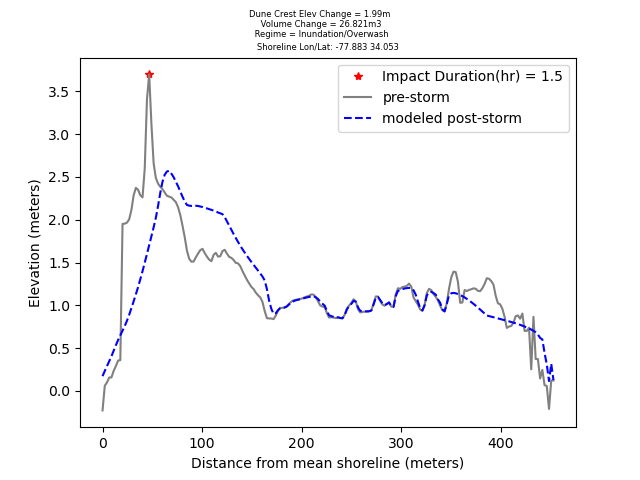 Dune Crest Elev Change = 1.99m
Volume Change = 26.821m3
Regime = Inundation/Overwash
Shoreline Lon/Lat: -77.883 34.053
Impact Duration(hr) = 1.5
pre-storm
modeled post-storm
Elevation (meters)
3.5
3.0
2.5
2.0
1.5
1.0
0.5
0.0
0 100 200 300 400
Distance from mean shoreline (meters)